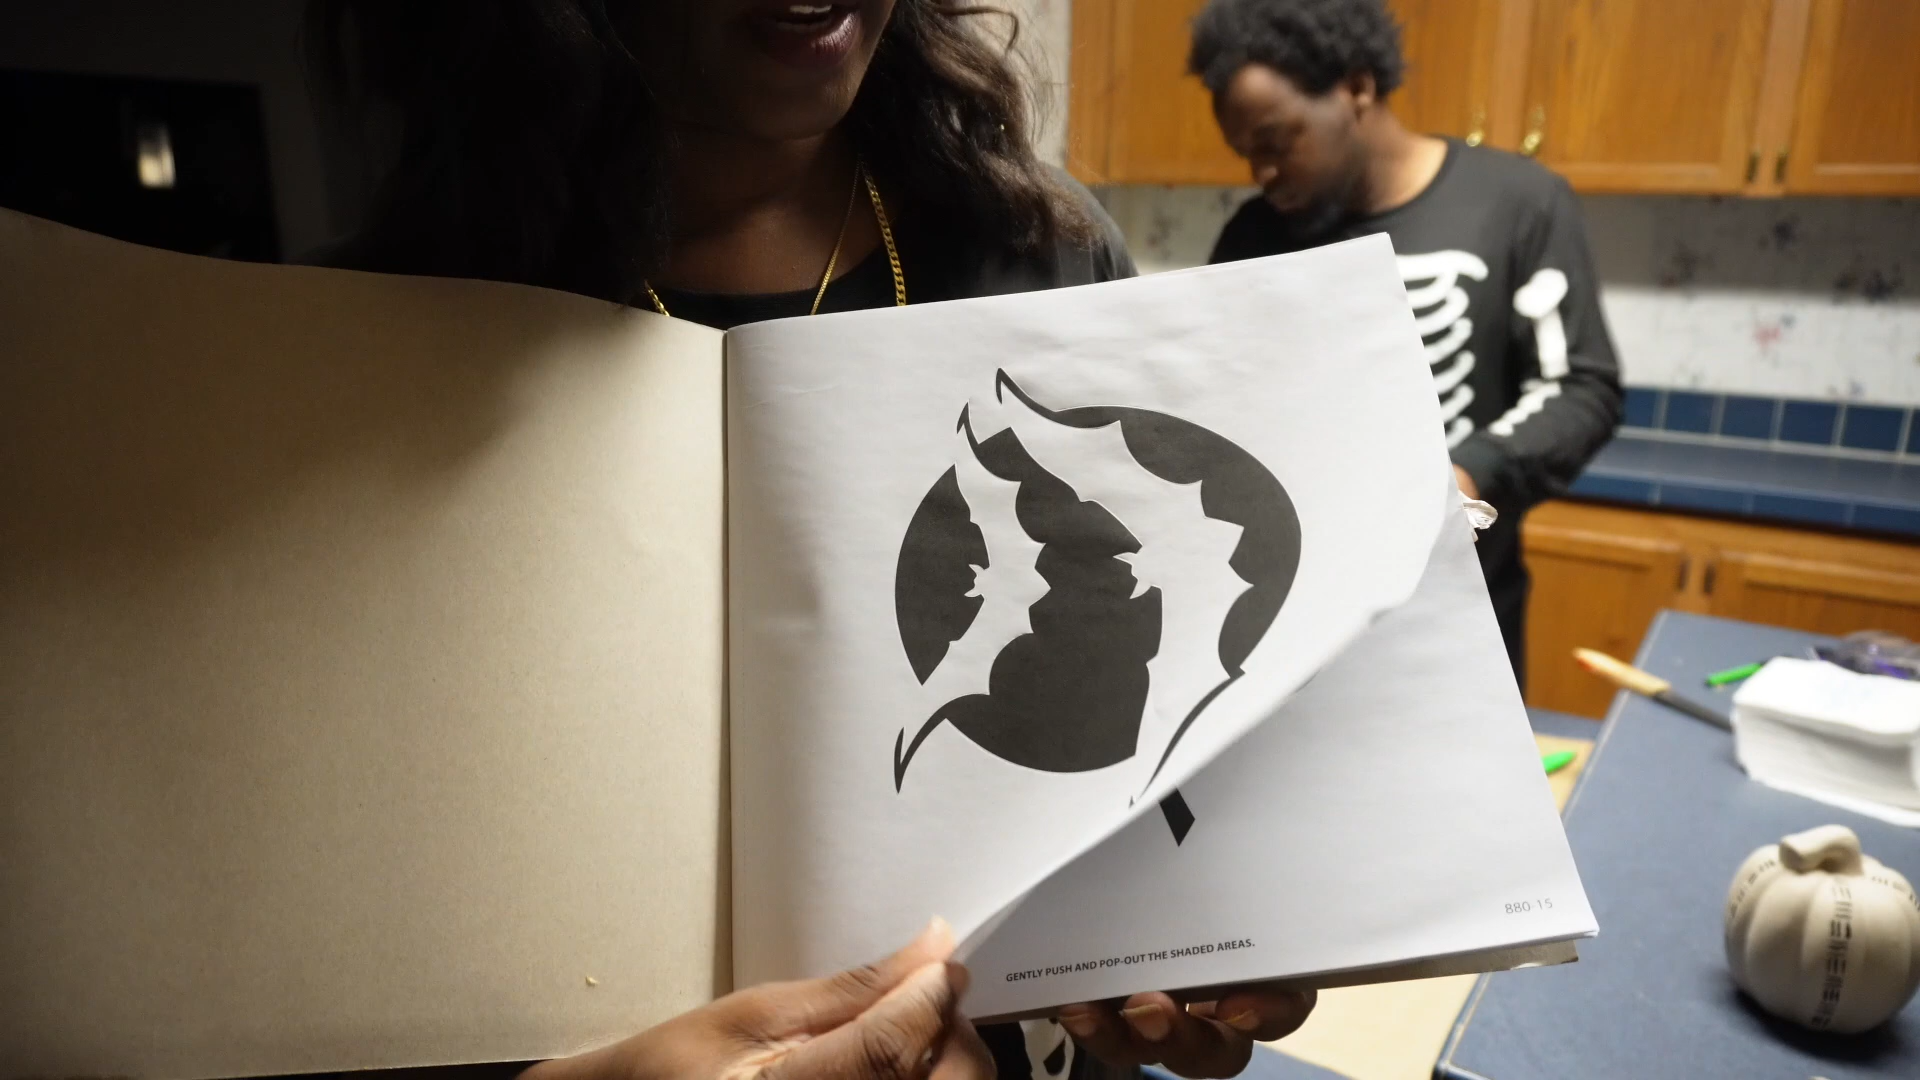 880-15
GENTLY PUSH AND POP-OUT THE SHADED AREAS.